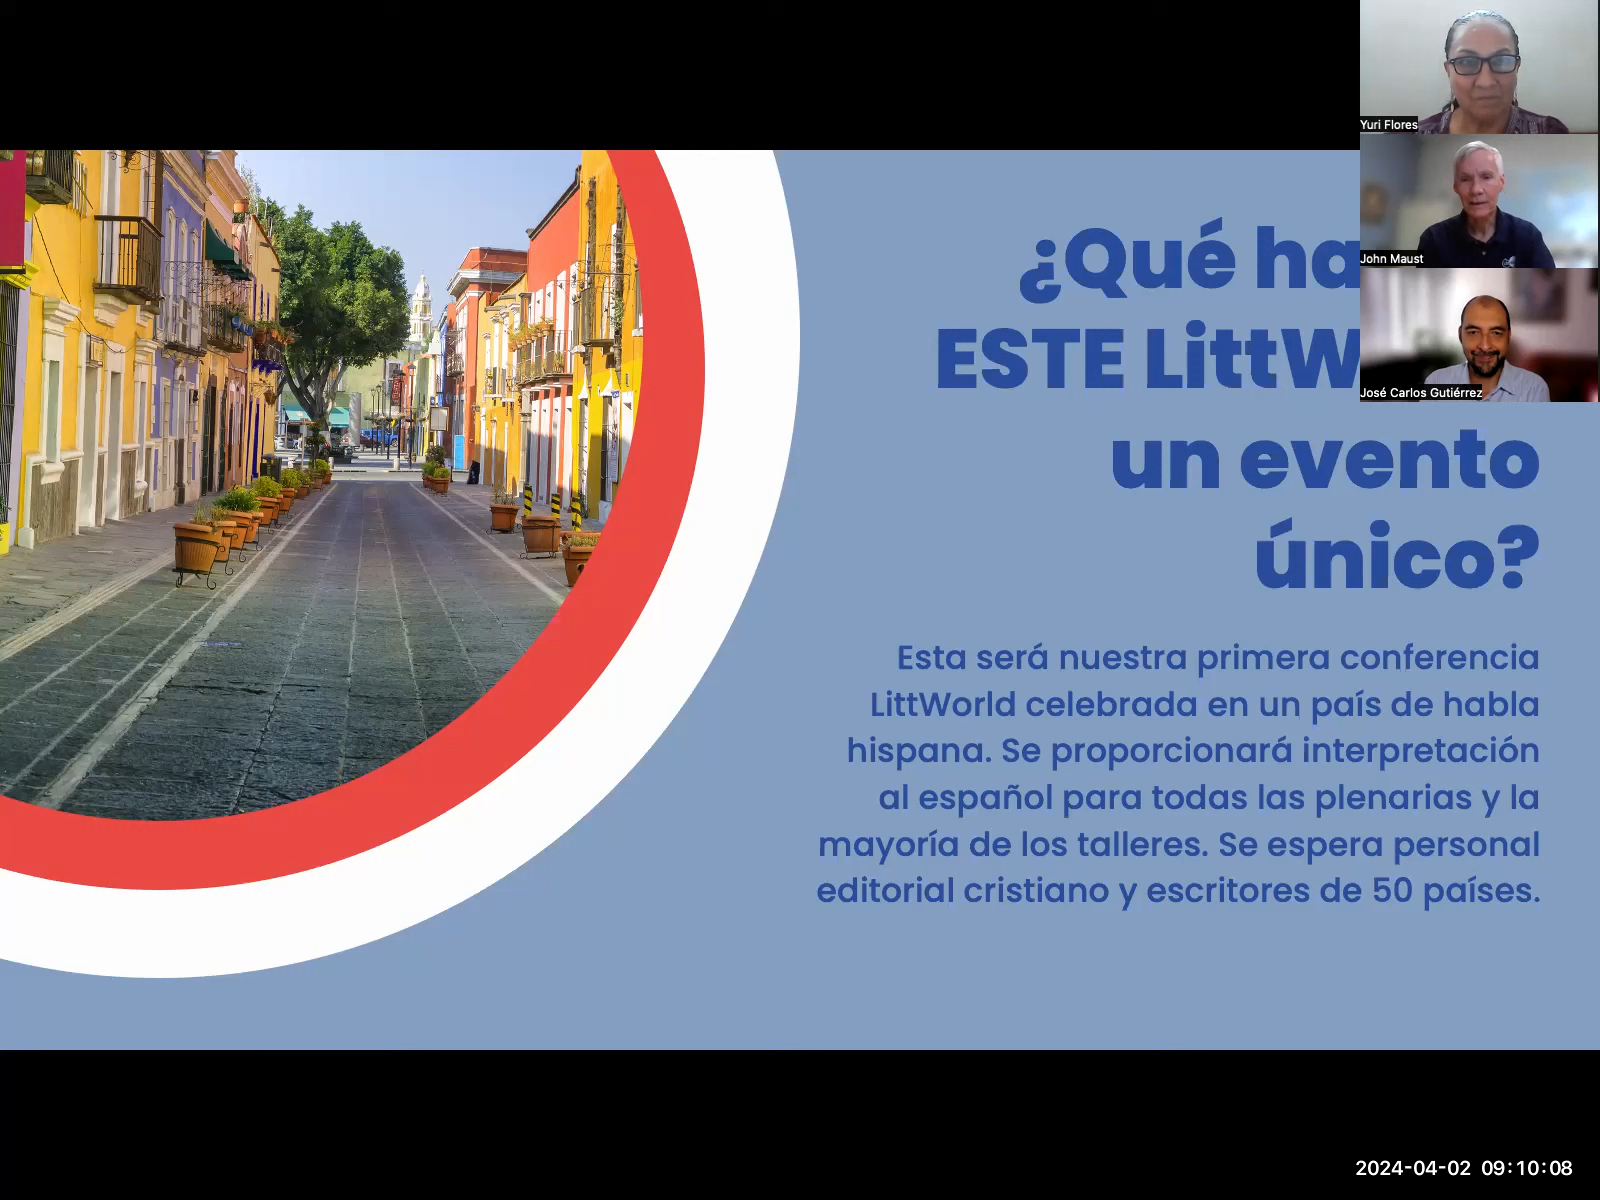 ¿Qué ha
ESTE LittW
un evento
único?
Esta será nuestra primera conferencia
LittWorld celebrada en un país de habla
hispana. Se proporcionará interpretación
al español para todas las plenarias y la
mayoría de los talleres. Se espera personal
editorial cristiano y escritores de 50 países.
Yuri Flores
John Maust
José Carlos Gutiérrez
2024-04-02 09:10:08